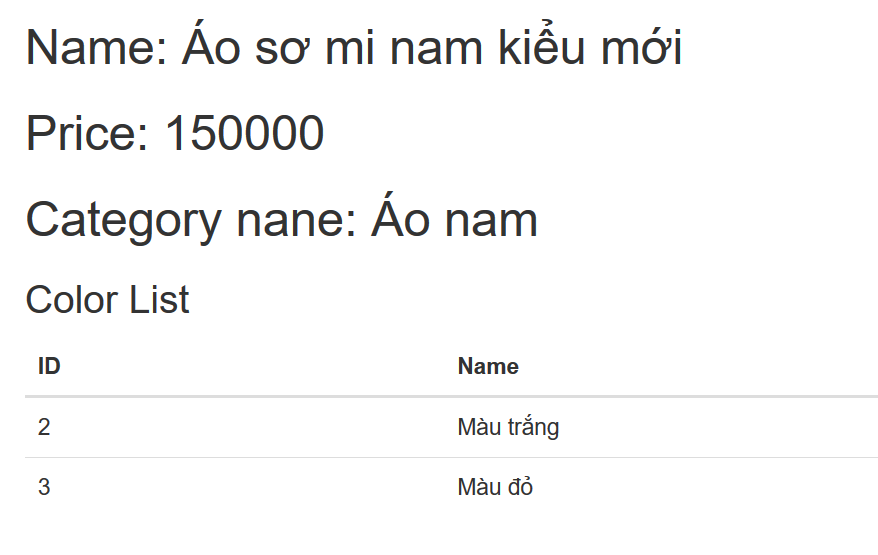 Name: Áo sơ mi nam kiểu mới
Price: 150000
Category nane: Áo nam
Color List
ID Name
2 Màu trắng
3 Màu đỏ